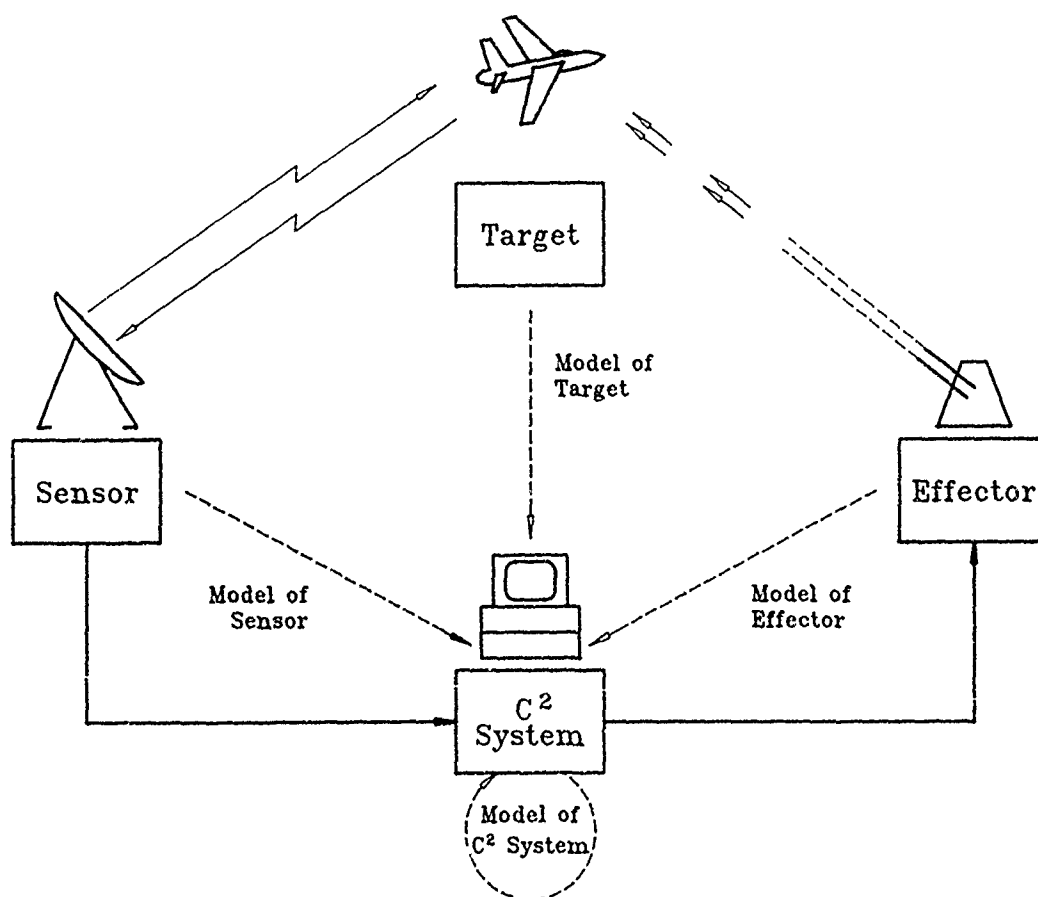 Target
Model of
Target
Sensor
Effector
Model of
Sensor
Model of
Effector
C²
System
Model of
C² System